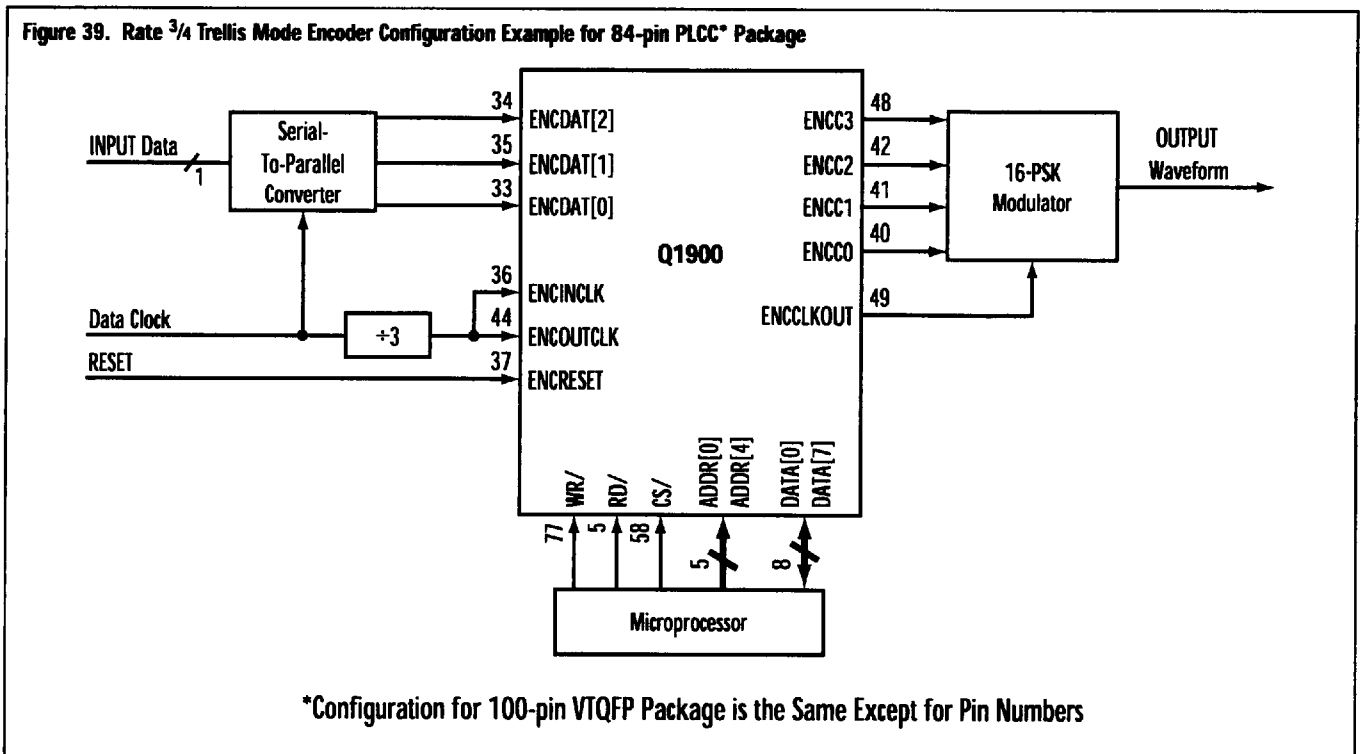 Figure 39. Rate 3/4 Trellis Mode Encoder Configuration Example for 84-pin PLCC* Package
INPUT Data
1
Serial-
To-Parallel
Converter
34
ENCDAT[2]
35
ENCDAT[1]
33
ENCDAT[0]
36
ENCINCLK
Data Clock
÷3
44
ENCOUTCLK
RESET
37
ENCRESET
Q1900
ENCC3
48
ENCC2
42
ENCC1
41
ENCC0
40
ENCCLKOUT
49
16-PSK
Modulator
OUTPUT
Waveform
WR/
RD/
CS/
ADDR[0]
ADDR[4]
DATA[0]
DATA[7]
77
5
58
5
8
Microprocessor
*Configuration for 100-pin VTQFP Package is the Same Except for Pin Numbers